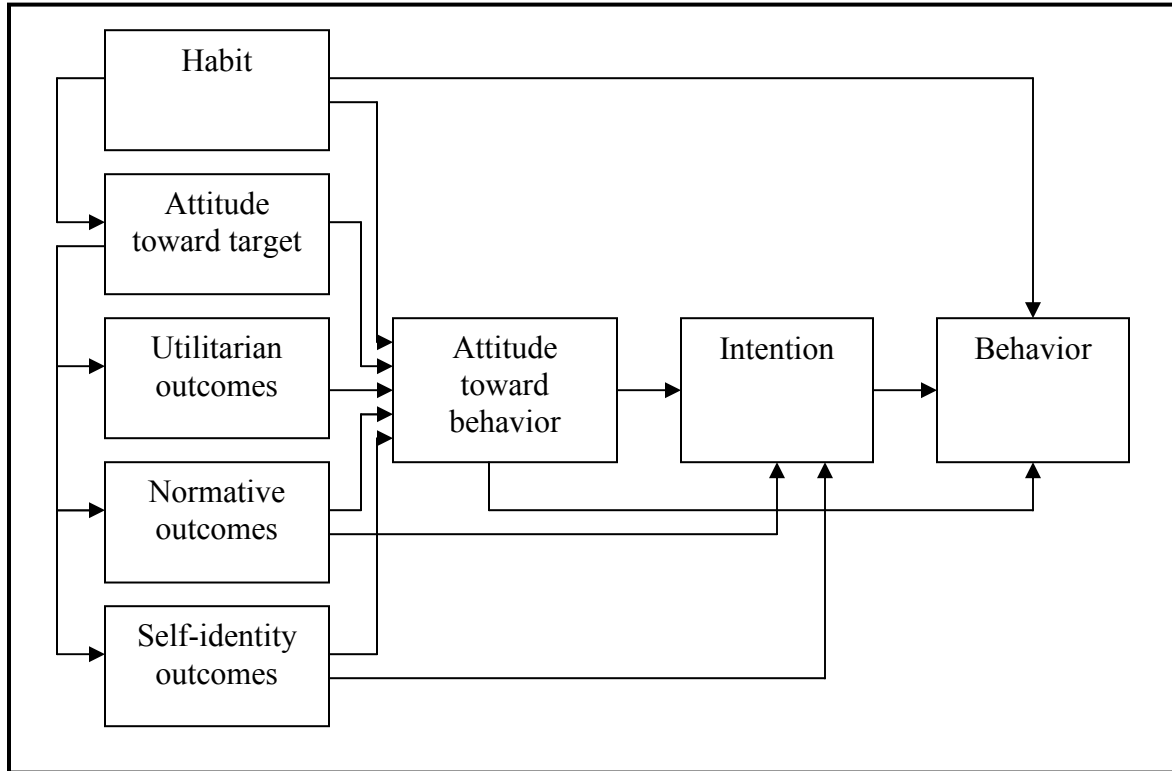 Habit
Attitude
toward target
Utilitarian
outcomes
Normative
outcomes
Self-identity
outcomes
Attitude
toward
behavior
Intention
Behavior